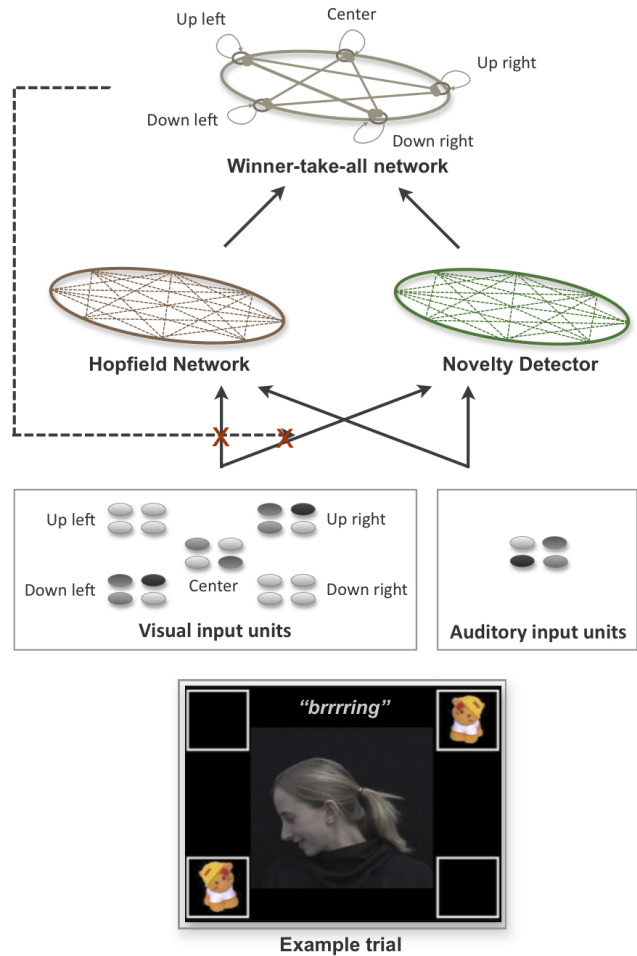 Center
Up left
Up right
Down left
Down right
Winner-take-all network
Hopfield Network
Novelty Detector
X X
Up left
Up right
Down left
Center
Down right
Visual input units
Auditory input units
“brrrring”
Example trial